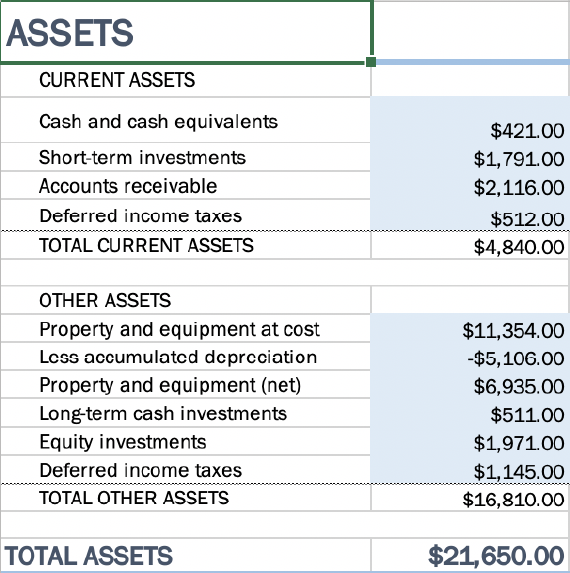 ASSETS
CURRENT ASSETS
Cash and cash equivalents $421.00
Short-term investments $1,791.00
Accounts receivable $2,116.00
Deferred income taxes $512.00
TOTAL CURRENT ASSETS $4,840.00
OTHER ASSETS
Property and equipment at cost $11,354.00
Less accumulated depreciation -$5,106.00
Property and equipment (net) $6,935.00
Long-term cash investments $511.00
Equity investments $1,971.00
Deferred income taxes $1,145.00
TOTAL OTHER ASSETS $16,810.00
TOTAL ASSETS $21,650.00